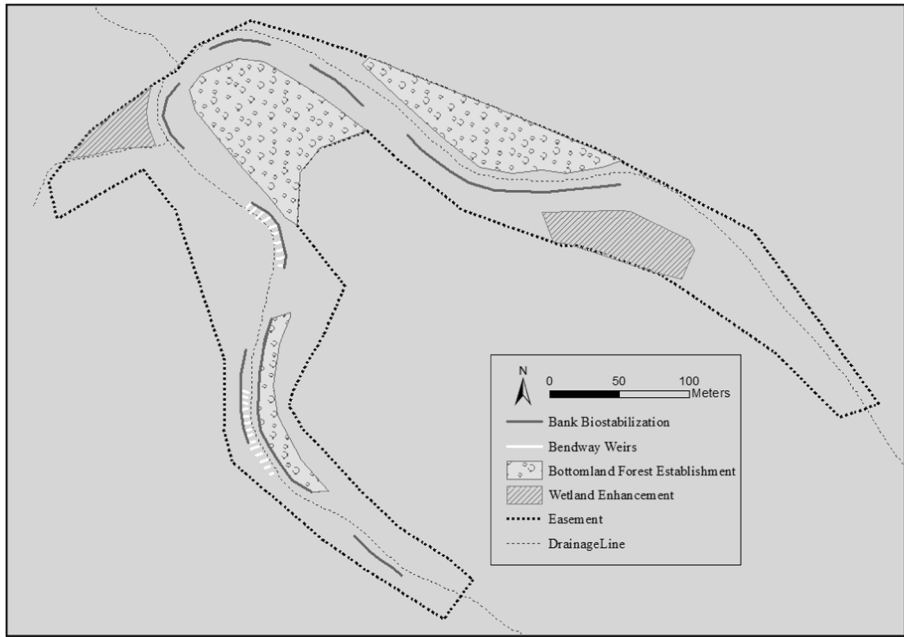 N
0 50 100
Meters
Bank Biostabilization
Bendway Weirs
Bottomland Forest Establishment
Wetland Enhancement
Easement
DrainageLine